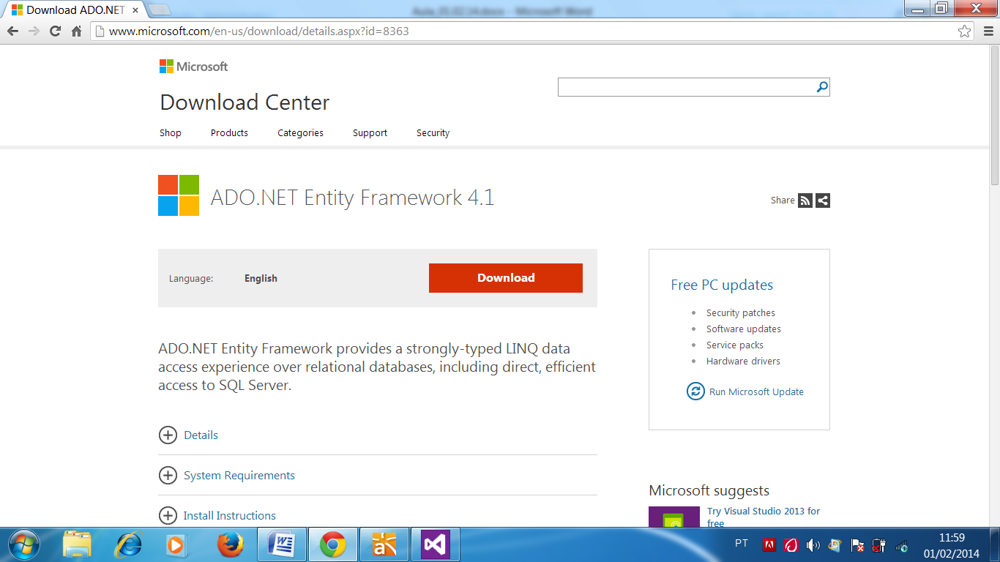 Download ADO.NET
Aula_01.02.14.docx - Microsoft Word
www.microsoft.com/en-us/download/details.aspx?id=8363
Microsoft
Download Center
Shop Products Categories Support Security
ADO.NET Entity Framework 4.1
Share
Language: English Download
ADO.NET Entity Framework provides a strongly-typed LINQ data
access experience over relational databases, including direct, efficient
access to SQL Server.
Details
System Requirements
Install Instructions
Free PC updates
Security patches
Software updates
Service packs
Hardware drivers
Run Microsoft Update
Microsoft suggests
Try Visual Studio 2013 for
free
PT
11:59
01/02/2014